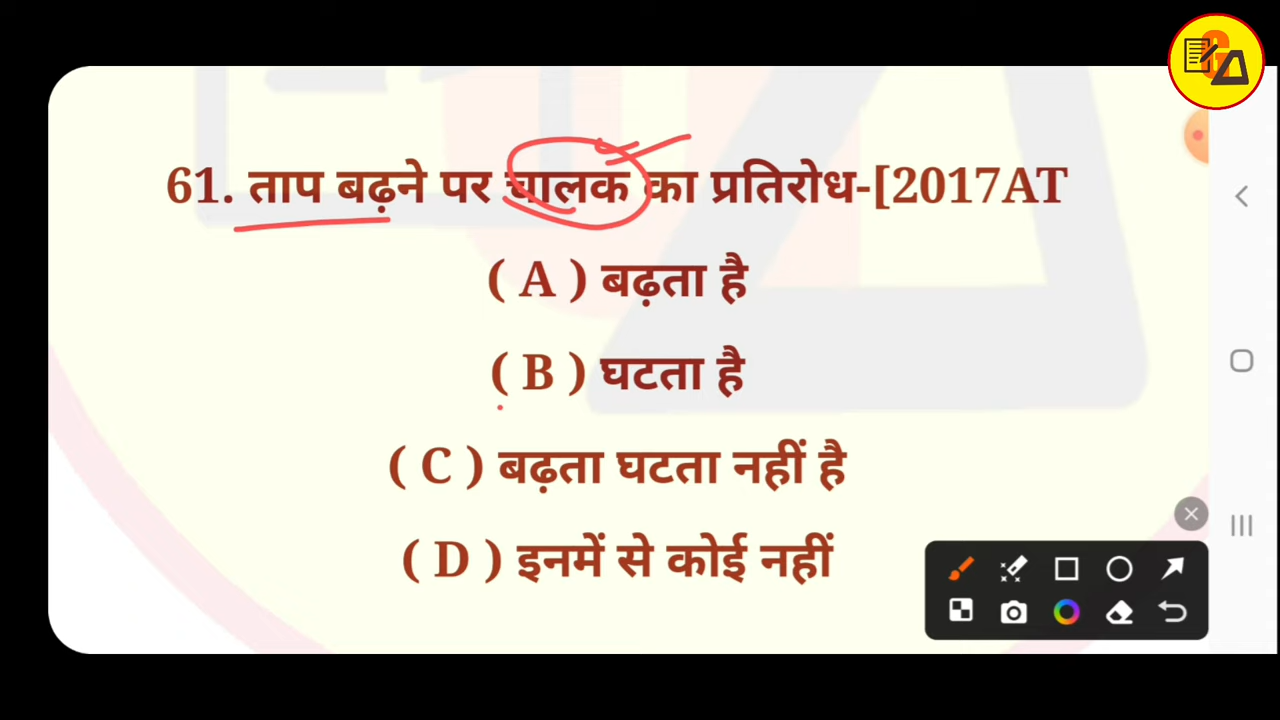 61. ताप बढ़ने पर चालक का प्रतिरोध-[2017AT
( A ) बढ़ता है
( B ) घटता है
( C ) बढ़ता घटता नहीं है
( D ) इनमें से कोई नहीं